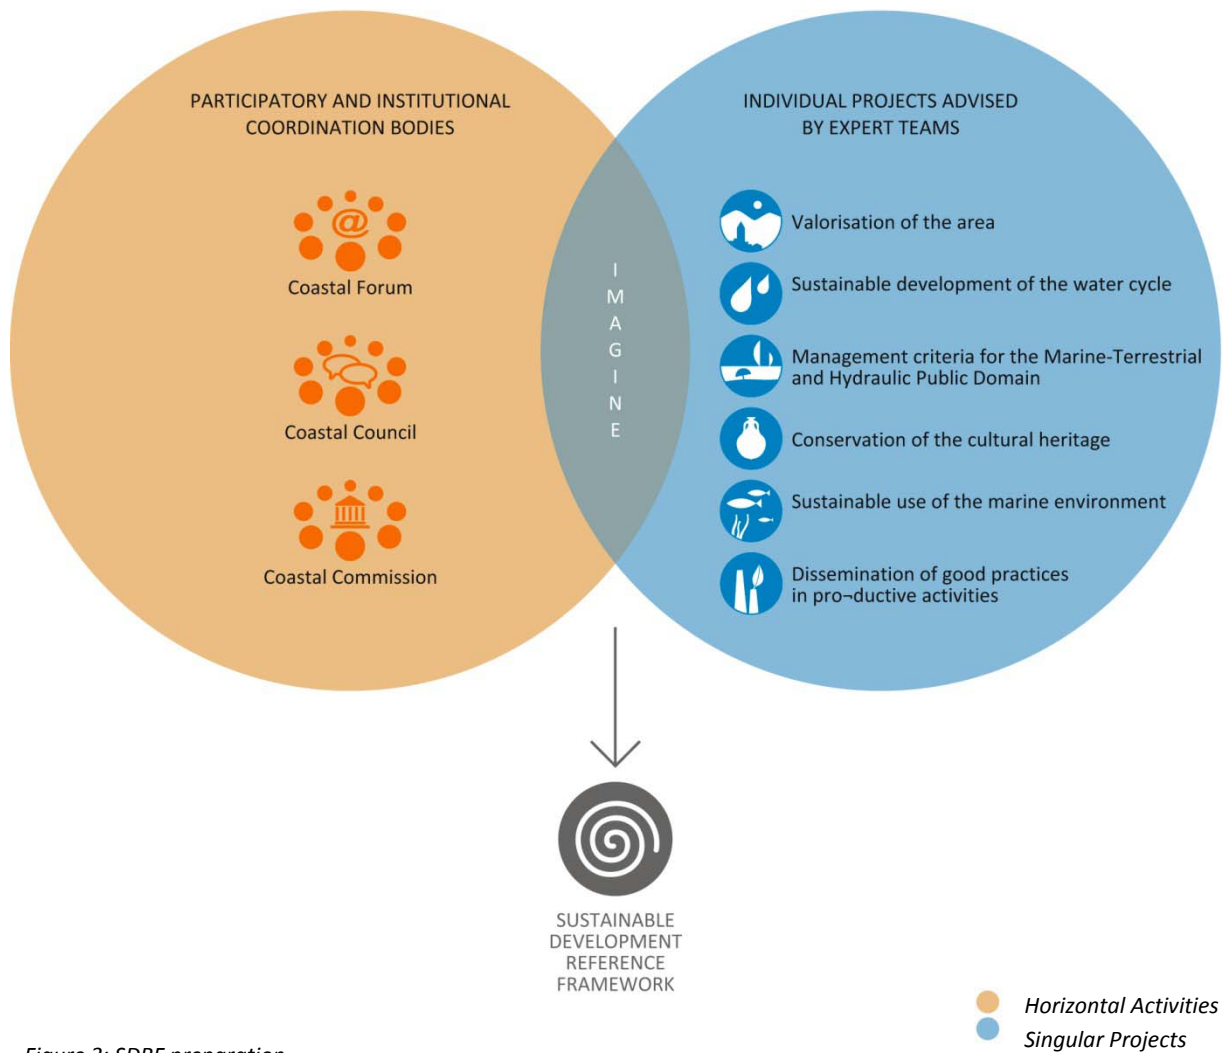 PARTICIPATORY AND INSTITUTIONAL
COORDINATION BODIES
@
Coastal Forum
Coastal Council
Coastal Commission
I
M
A
G
I
N
E
INDIVIDUAL PROJECTS ADVISED
BY EXPERT TEAMS
Valorisation of the area
Sustainable development of the water cycle
Management criteria for the Marine-Terrestrial
and Hydraulic Public Domain
Conservation of the cultural heritage
Sustainable use of the marine environment
Dissemination of good practices
in pro¬ductive activities
SUSTAINABLE
DEVELOPMENT
REFERENCE
FRAMEWORK
Horizontal Activities
Singular Projects